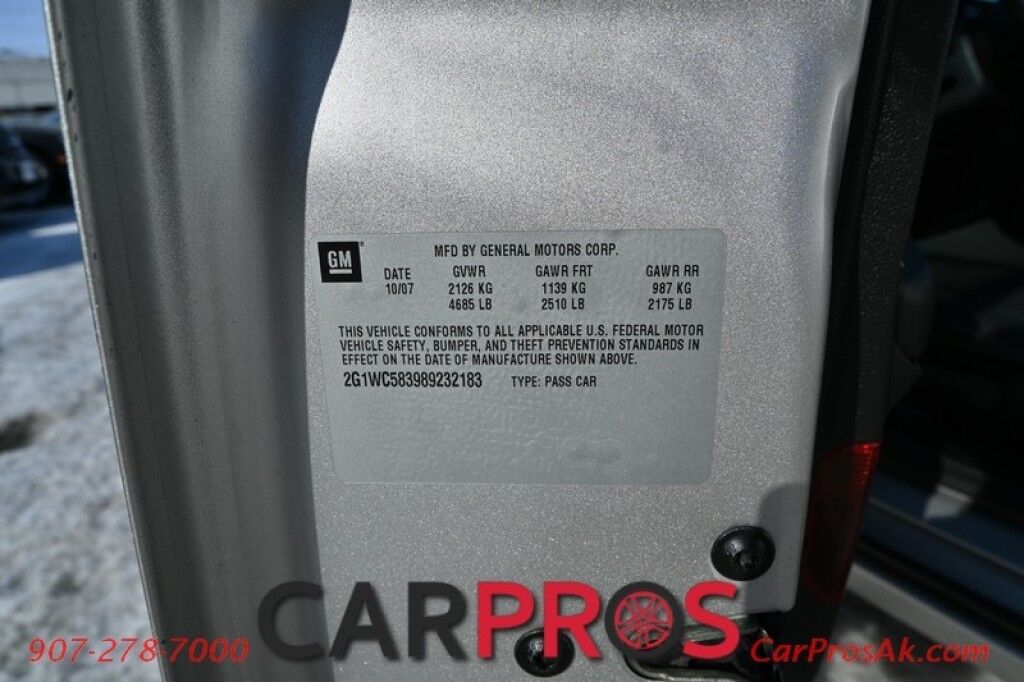 GM
MFD BY GENERAL MOTORS CORP.
DATE GVWR GAWR FRT GAWR RR
10/07 2126 KG 1139 KG 987 KG
4685 LB 2510 LB 2175 LB
THIS VEHICLE CONFORMS TO ALL APPLICABLE U.S. FEDERAL MOTOR
VEHICLE SAFETY, BUMPER, AND THEFT PREVENTION STANDARDS IN
EFFECT ON THE DATE OF MANUFACTURE SHOWN ABOVE.
2G1WC583989232183 TYPE: PASS CAR
CARPROS
907-278-7000 CarProsAk.com